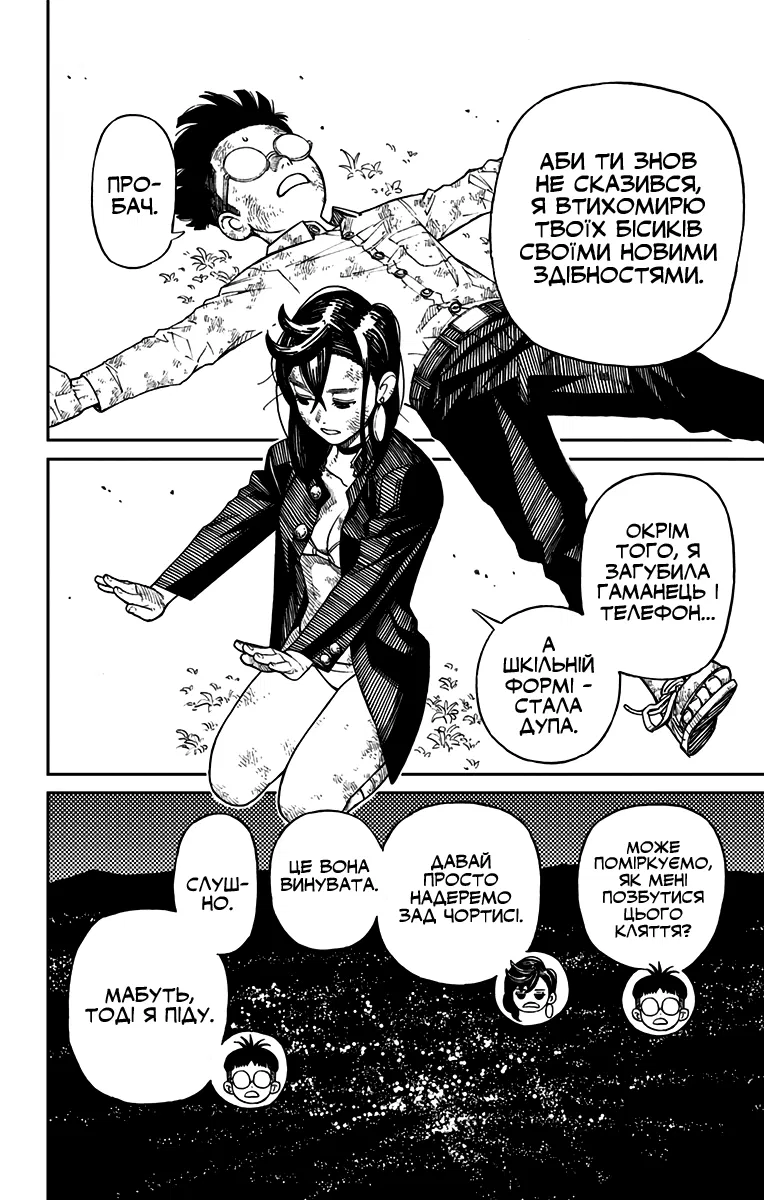 АБИ ТИ ЗНОВ
НЕ СКАЗИВСЯ,
Я ВТИХОМИРЮ
ТВОЇХ БІСИКІВ
СВОЇМИ НОВИМИ
ЗДІБНОСТЯМИ.
ПРО-
БАЧ.
ОКРІМ
ТОГО, Я
ЗАГУБИЛА
ГАМАНЕЦЬ І
ТЕЛЕФОН...
А
ШКІЛЬНІЙ
ФОРМІ -
СТАЛА
ДУПА.
МОЖЕ
ПОМІРКУЄМО,
ЯК МЕНІ
ПОЗБУТИСЯ
ЦЬОГО
КЛЯТТЯ?
ДАВАЙ
ПРОСТО
НАДЕРЕМО
ЗАД ЧОРТИСІ.
ЦЕ ВОНА
ВИНУВАТА.
СЛУШ-
НО.
МАБУТЬ,
ТОДІ Я ПІДУ.